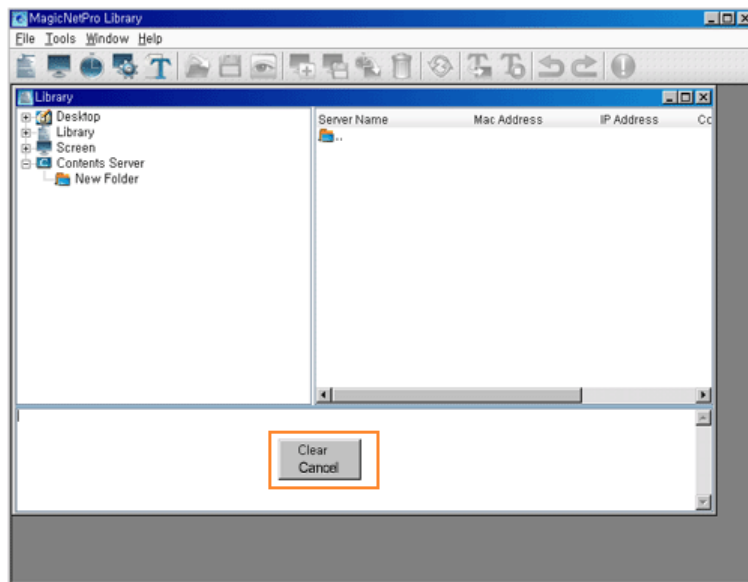 MagicNetPro Library
File Tools Window Help
Library
Desktop
Library
Screen
Contents Server
New Folder
Server Name Mac Address IP Address Co
..
Clear
Cancel